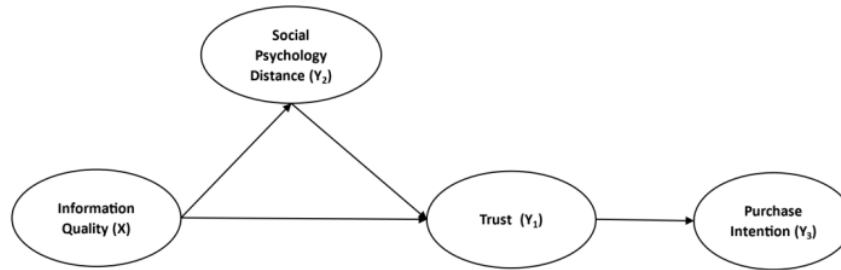 Social
Psychology
Distance (Y₂)
Information
Quality (X)
Trust (Y₁)
Purchase
Intention (Y₃)